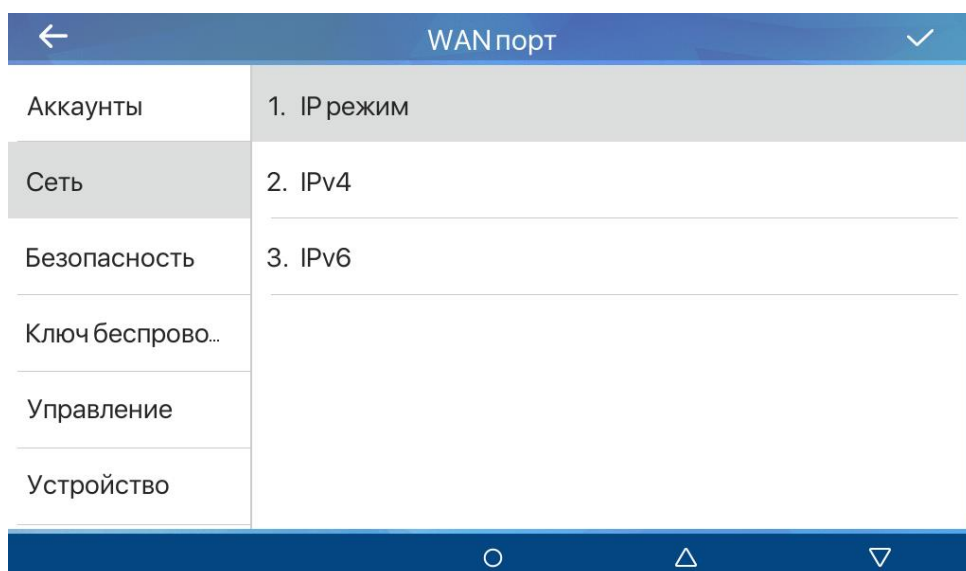 WAN порт
Аккаунты
Сеть
Безопасность
Ключ беспрово...
Управление
Устройство
1. IP режим
2. IPv4
3. IPv6